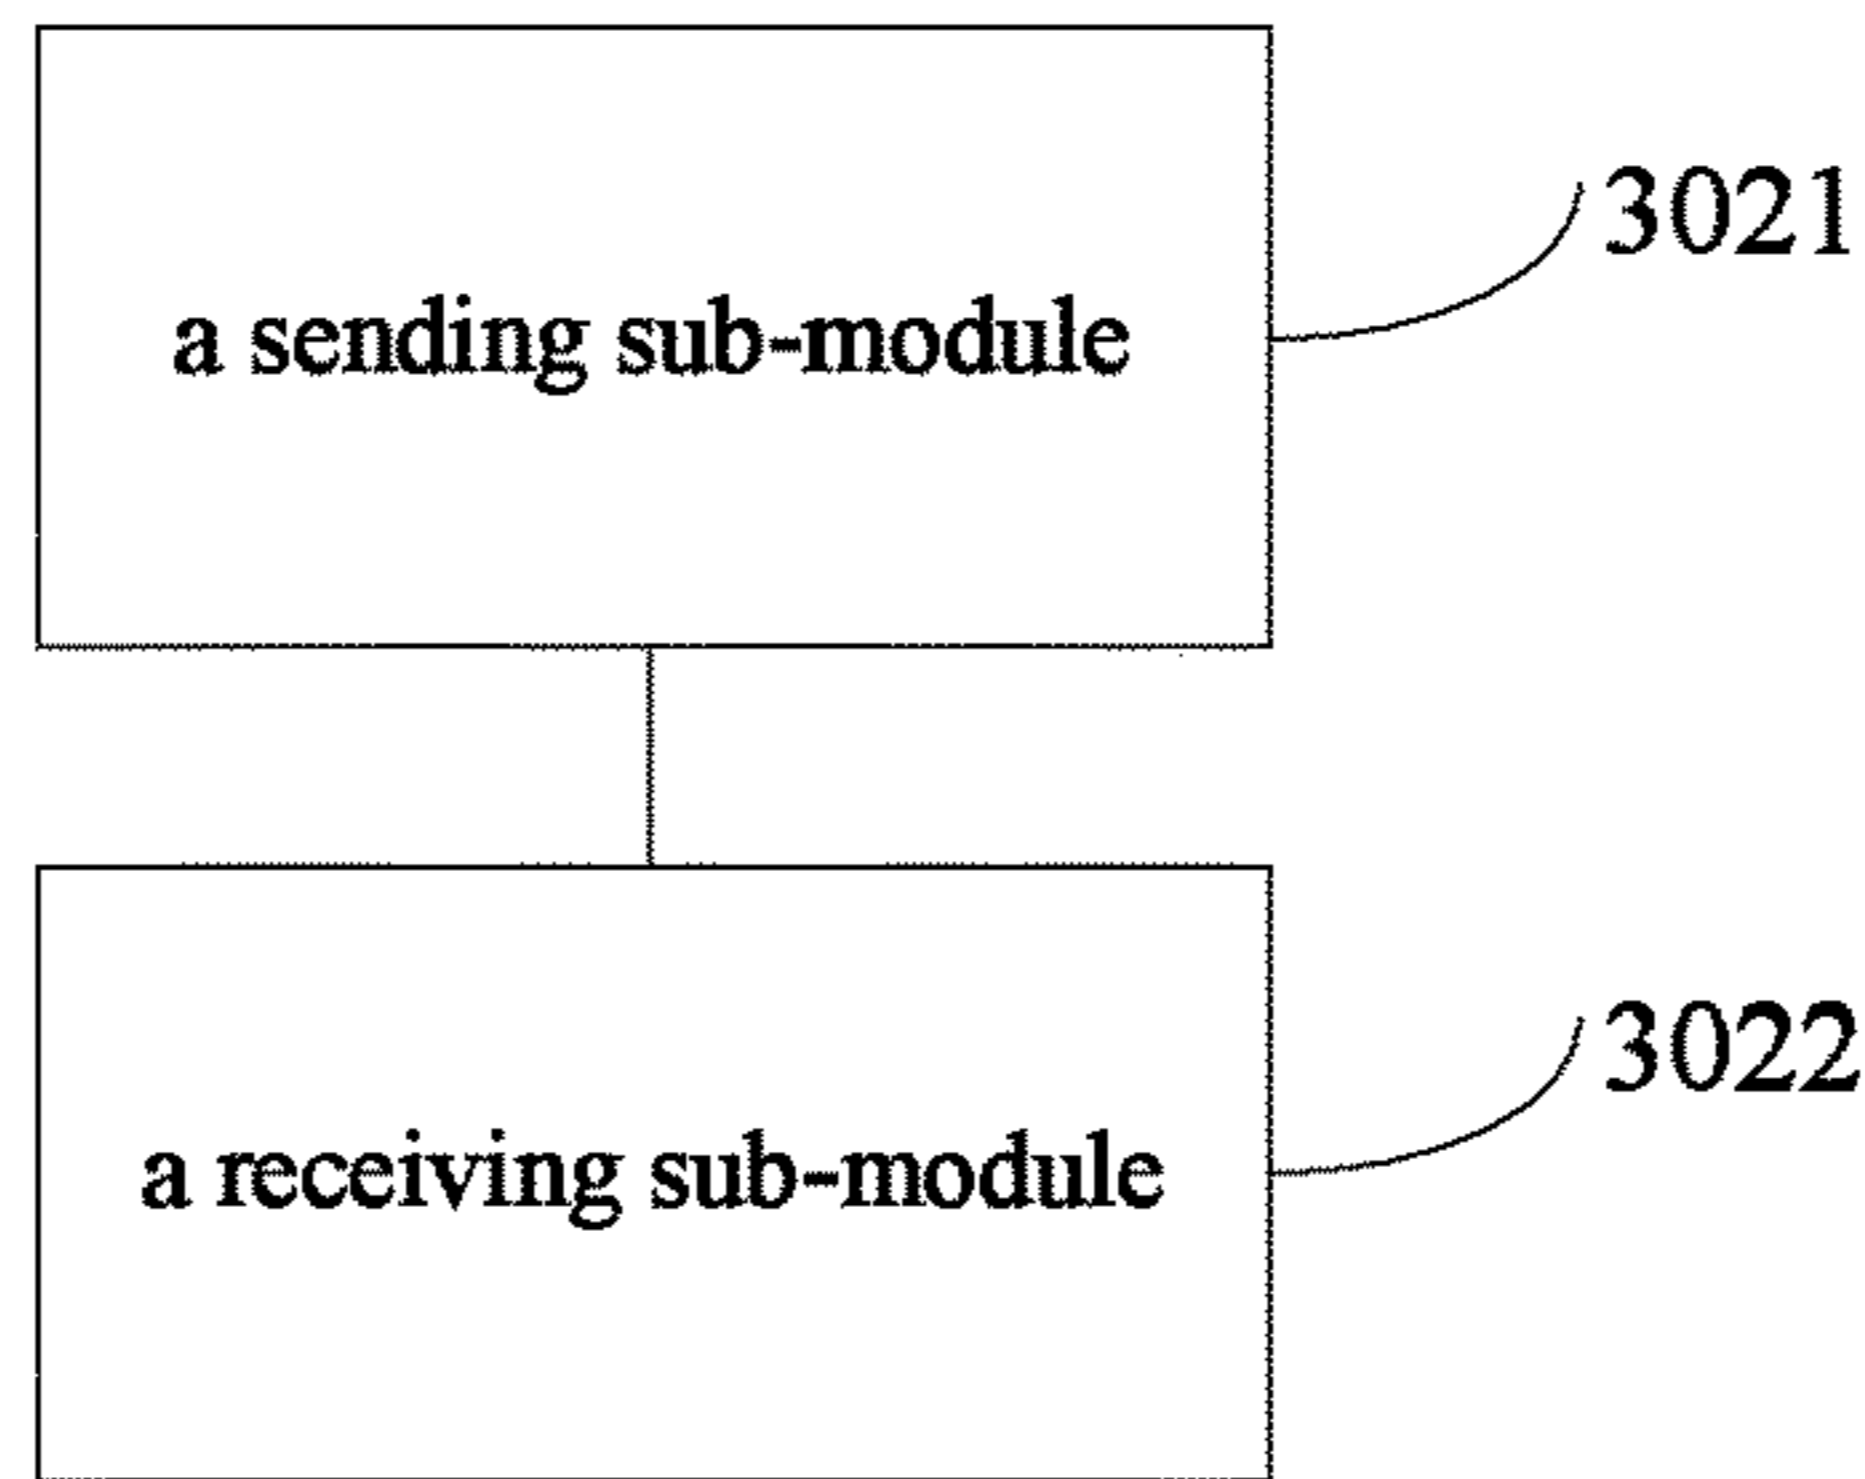 3021
a sending sub-module
3022
a receiving sub-module